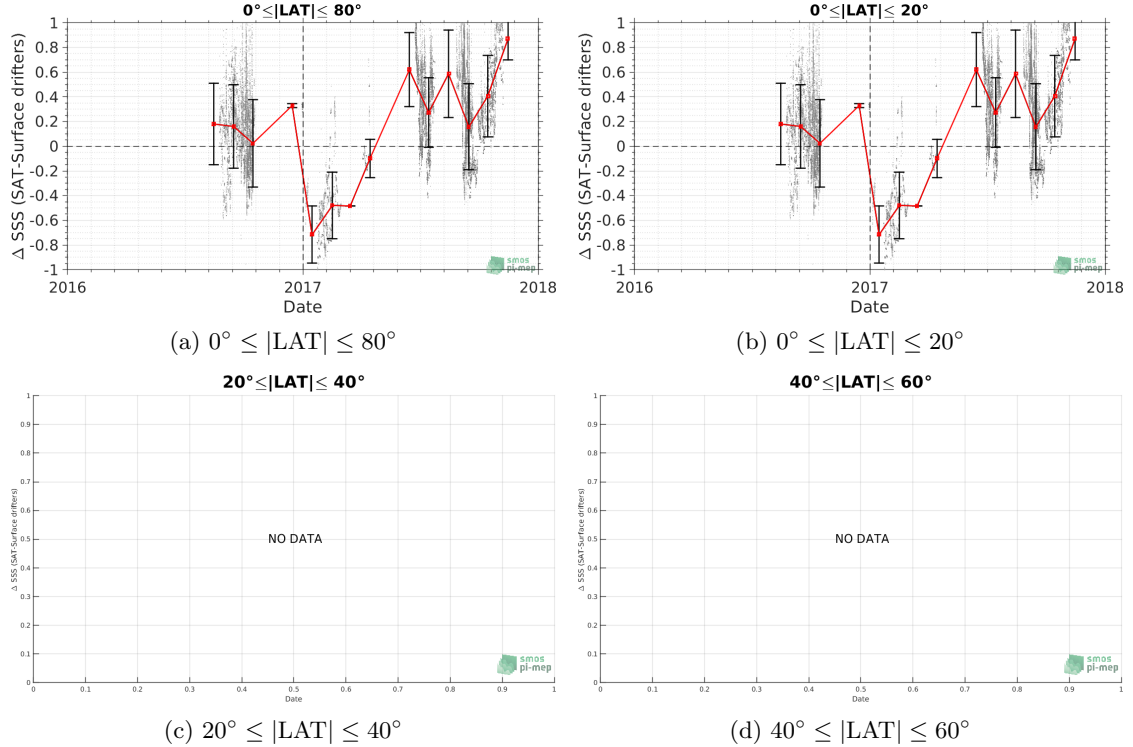 0°≤|LAT|≤ 80°
Δ SSS (SAT-Surface drifters)
1
0.8
0.6
0.4
0.2
0
-0.2
-0.4
-0.6
-0.8
-1
2016
2017
2018
Date
smos
pi-mep
(a) 0° ≤ |LAT| ≤ 80°
0°≤|LAT|≤ 20°
Δ SSS (SAT-Surface drifters)
1
0.8
0.6
0.4
0.2
0
-0.2
-0.4
-0.6
-0.8
-1
2016
2017
2018
Date
smos
pi-mep
(b) 0° ≤ |LAT| ≤ 20°
20°≤|LAT|≤ 40°
Δ SSS (SAT-Surface drifters)
1
0.9
0.8
0.7
0.6
0.5
0.4
0.3
0.2
0.1
0
NO DATA
smos
pi-mep
0 0.1 0.2 0.3 0.4 0.5 0.6 0.7 0.8 0.9 1
Date
(c) 20° ≤ |LAT| ≤ 40°
40°≤|LAT|≤ 60°
Δ SSS (SAT-Surface drifters)
1
0.9
0.8
0.7
0.6
0.5
0.4
0.3
0.2
0.1
0
NO DATA
smos
pi-mep
0 0.1 0.2 0.3 0.4 0.5 0.6 0.7 0.8 0.9 1
Date
(d) 40° ≤ |LAT| ≤ 60°